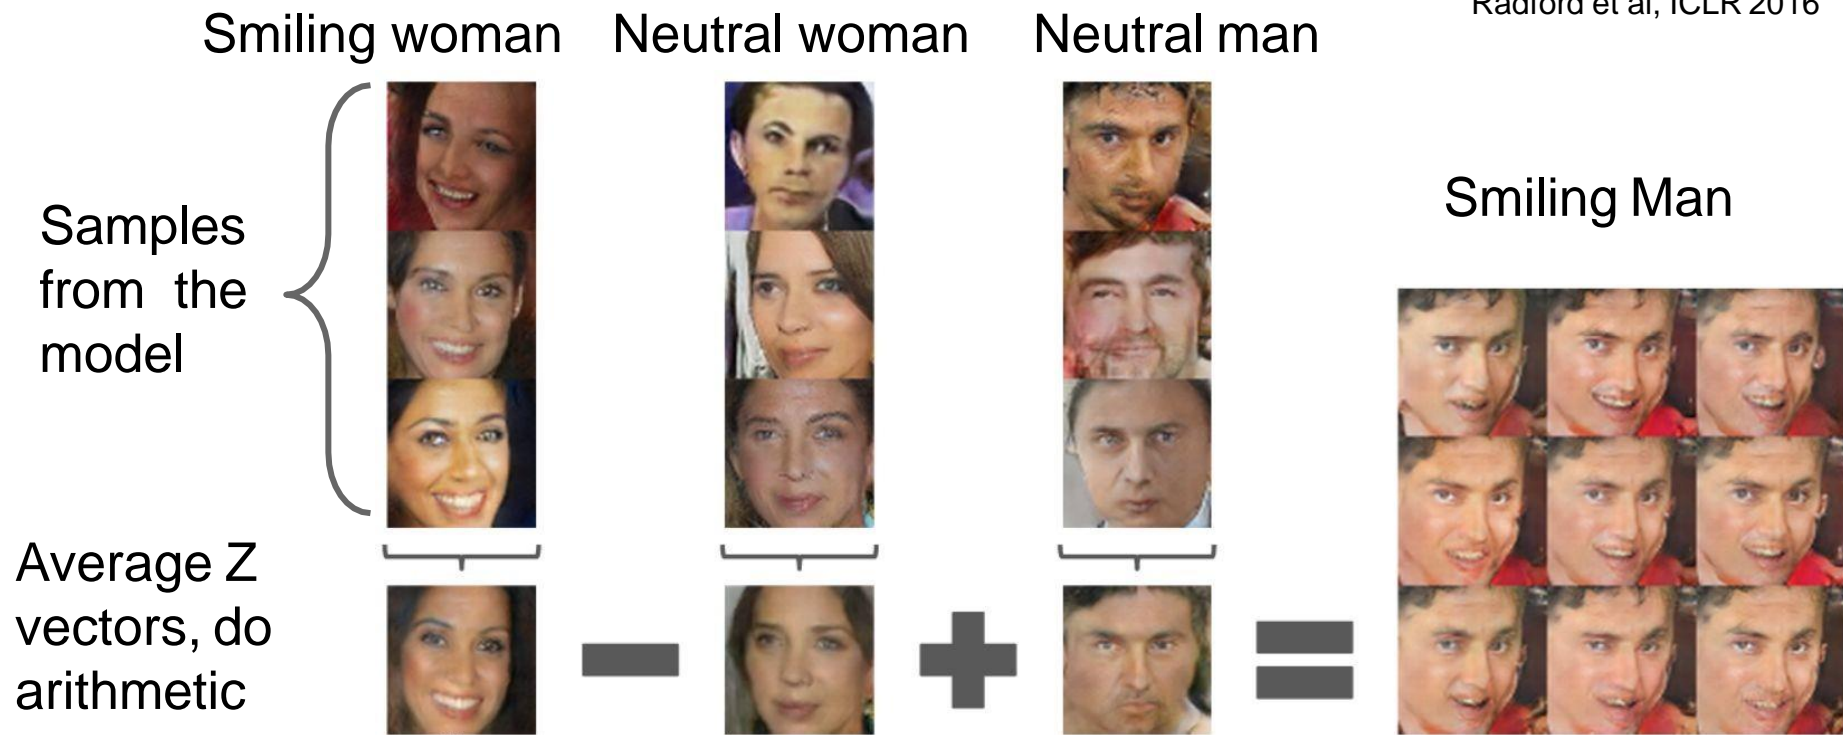 Radford et al, ICLR 2016
Smiling woman Neutral woman Neutral man
Smiling Man
Samples
from the
model
Average Z
vectors, do
arithmetic